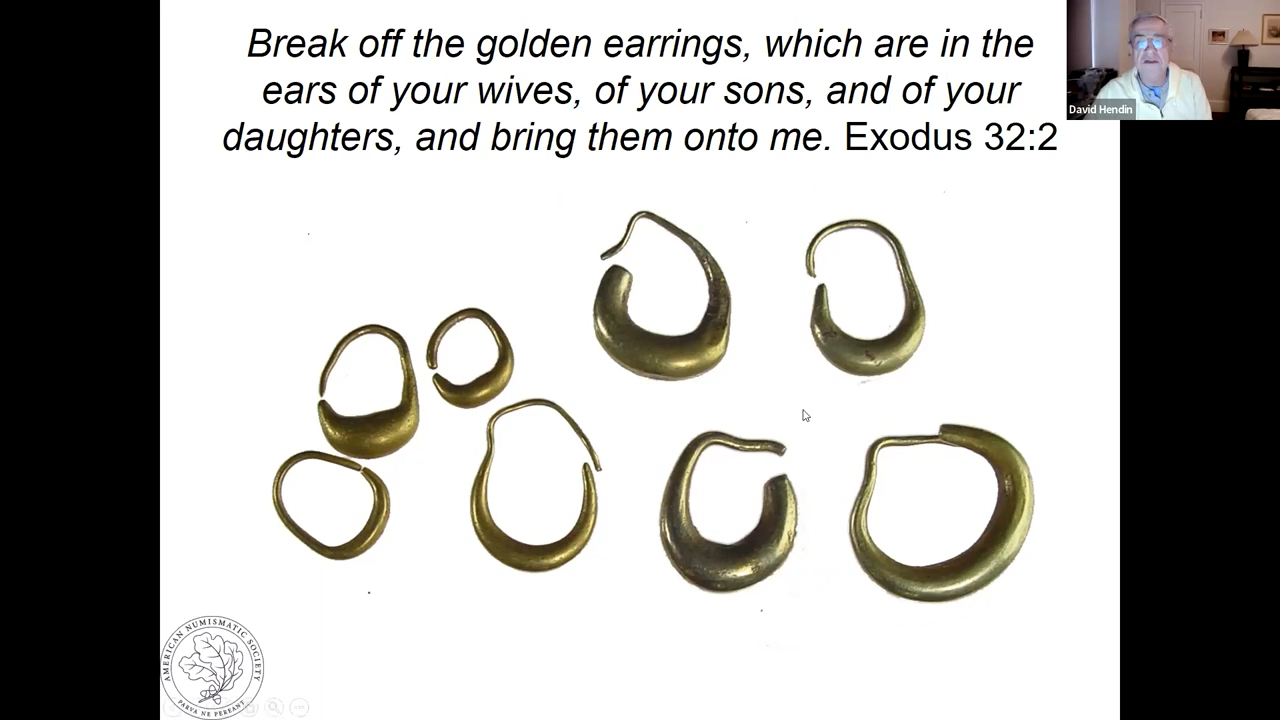 Break off the golden earrings, which are in the
ears of your wives, of your sons, and of your
daughters, and bring them onto me. Exodus 32:2
David Hendin
AMERICAN NUMISMATIC SOCIETY
PARVA NE PEREANT